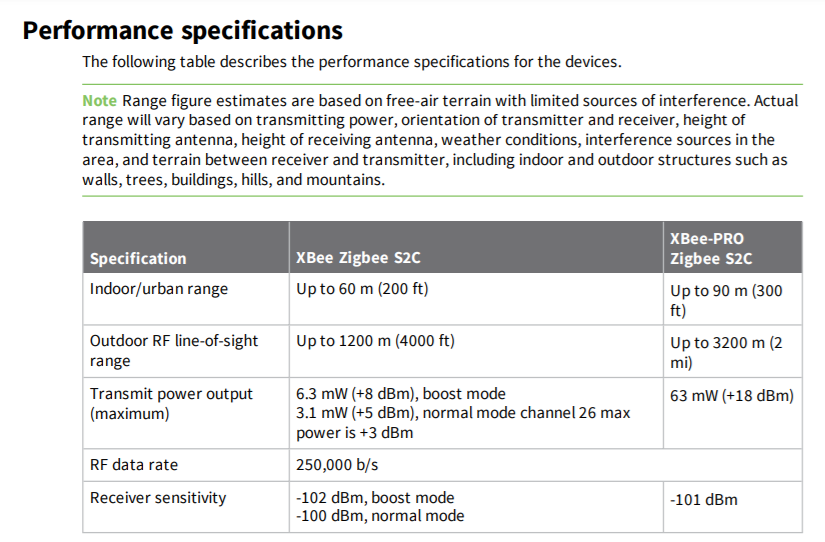 Performance specifications
The following table describes the performance specifications for the devices.
Note Range figure estimates are based on free-air terrain with limited sources of interference. Actual
range will vary based on transmitting power, orientation of transmitter and receiver, height of
transmitting antenna, height of receiving antenna, weather conditions, interference sources in the
area, and terrain between receiver and transmitter, including indoor and outdoor structures such as
walls, trees, buildings, hills, and mountains.
Specification
XBee Zigbee S2C
XBee-PRO
Zigbee S2C
Indoor/urban range
Up to 60 m (200 ft)
Up to 90 m (300
ft)
Outdoor RF line-of-sight
range
Up to 1200 m (4000 ft)
Up to 3200 m (2
mi)
Transmit power output
(maximum)
6.3 mW (+8 dBm), boost mode
3.1 mW (+5 dBm), normal mode channel 26 max
power is +3 dBm
63 mW (+18 dBm)
RF data rate
250,000 b/s
Receiver sensitivity
-102 dBm, boost mode
-100 dBm, normal mode
-101 dBm